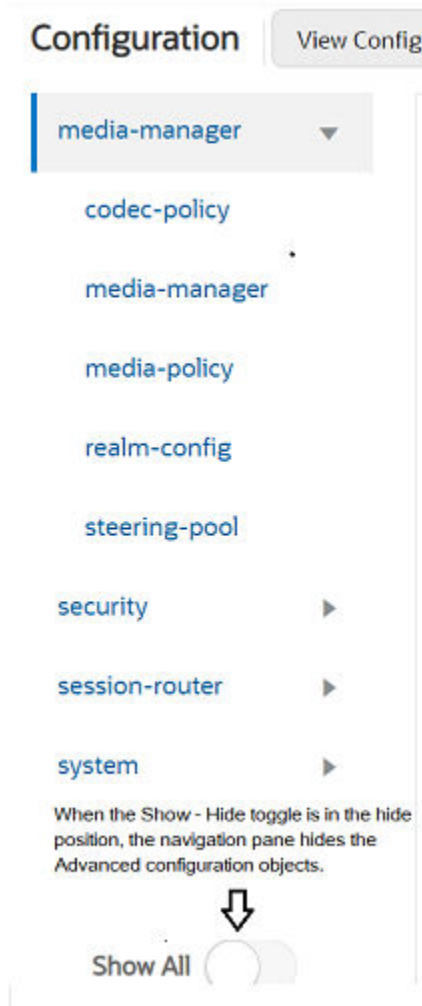 Configuration
View Config
media-manager
codec-policy
media-manager
media-policy
realm-config
steering-pool
security
session-router
system
When the Show - Hide toggle is in the hide
position, the navigation pane hides the
Advanced configuration objects.
Show All